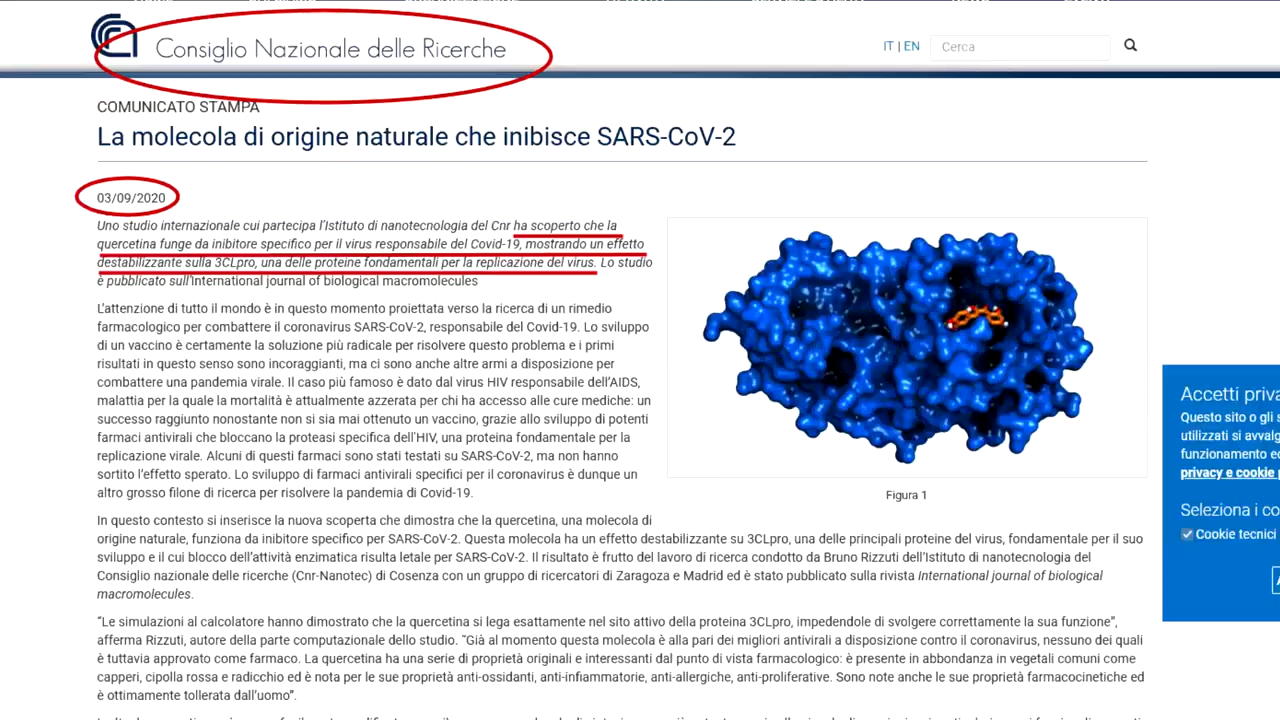 Consiglio Nazionale delle Ricerche
IT | EN
Cerca
COMUNICATO STAMPA
La molecola di origine naturale che inibisce SARS-CoV-2
03/09/2020
Uno studio internazionale cui partecipa l'Istituto di nanotecnologia del Cnr ha scoperto che la
quercetina funge da inibitore specifico per il virus responsabile del Covid-19, mostrando un effetto
destabilizzante sulla 3CLpro, una delle proteine fondamentali per la replicazione del virus. Lo studio
è pubblicato sull'International journal of biological macromolecules
L'attenzione di tutto il mondo è in questo momento proiettata verso la ricerca di un rimedio
farmacologico per combattere il coronavirus SARS-CoV-2, responsabile del Covid-19. Lo sviluppo
di un vaccino è certamente la soluzione più radicale per risolvere questo problema e i primi
risultati in questo senso sono incoraggianti, ma ci sono anche altre armi a disposizione per
combattere una pandemia virale. Il caso più famoso è dato dal virus HIV responsabile dell'AIDS,
malattia per la quale la mortalità è attualmente azzerata per chi ha accesso alle cure mediche: un
successo raggiunto nonostante non si sia mai ottenuto un vaccino, grazie allo sviluppo di potenti
farmaci antivirali che bloccano la proteasi specifica dell'HIV, una proteina fondamentale per la
replicazione virale. Alcuni di questi farmaci sono stati testati su SARS-CoV-2, ma non hanno
sortito l'effetto sperato. Lo sviluppo di farmaci antivirali specifici per il coronavirus è dunque un
altro grosso filone di ricerca per risolvere la pandemia di Covid-19.
Figura 1
In questo contesto si inserisce la nuova scoperta che dimostra che la quercetina, una molecola di
origine naturale, funziona da inibitore specifico per SARS-CoV-2. Questa molecola ha un effetto destabilizzante su 3CLpro, una delle principali proteine del virus, fondamentale per il suo
sviluppo e il cui blocco dell'attività enzimatica risulta letale per SARS-CoV-2. Il risultato è frutto del lavoro di ricerca condotto da Bruno Rizzuti dell'Istituto di nanotecnologia del
Consiglio nazionale delle ricerche (Cnr-Nanotec) di Cosenza con un gruppo di ricercatori di Zaragoza e Madrid ed è stato pubblicato sulla rivista International journal of biological
macromolecules.
"Le simulazioni al calcolatore hanno dimostrato che la quercetina si lega esattamente nel sito attivo della proteina 3CLpro, impedendole di svolgere correttamente la sua funzione",
afferma Rizzuti, autore della parte computazionale dello studio. "Già al momento questa molecola è alla pari dei migliori antivirali a disposizione contro il coronavirus, nessuno dei quali
è tuttavia approvato come farmaco. La quercetina ha una serie di proprietà originali e interessanti dal punto di vista farmacologico: è presente in abbondanza in vegetali comuni come
capperi, cipolla rossa e radicchio ed è nota per le sue proprietà anti-ossidanti, anti-infiammatorie, anti-allergiche, anti-proliferative. Sono note anche le sue proprietà farmacocinetiche ed
è ottimamente tollerata dall'uomo".
Accetti priva
Questo sito o gli s
utilizzati si avvalg
funzionamento ed
privacy e cookie p
Seleziona i co
Cookie tecnici